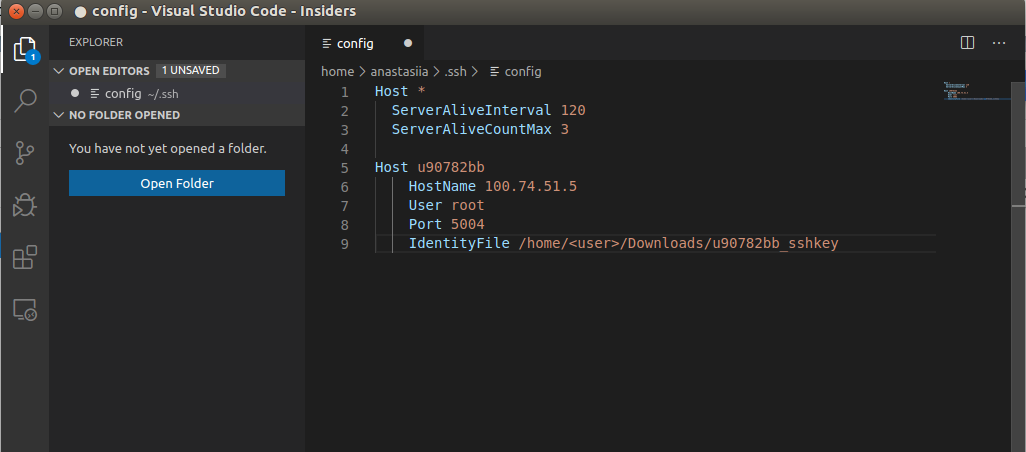 config - Visual Studio Code - Insiders
1
EXPLORER
OPEN EDITORS 1 UNSAVED
config ~/.ssh
NO FOLDER OPENED
You have not yet opened a folder.
Open Folder
config
home > anastasiia > .ssh > config
1 Host *
2 ServerAliveInterval 120
3 ServerAliveCountMax 3
4
5 Host u90782bb
6 HostName 100.74.51.5
7 User root
8 Port 5004
9 IdentityFile /home/<user>/Downloads/u90782bb_sshkey